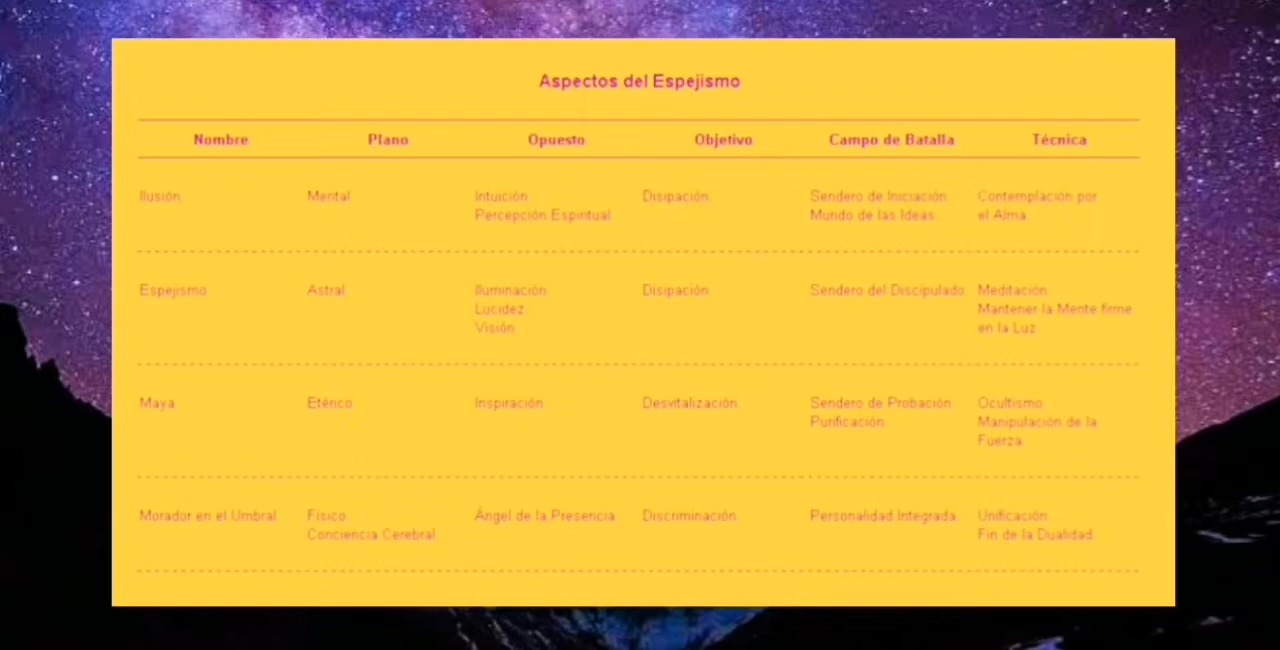 Aspectos del Espejismo
Nombre Plano Opuesto Objetivo Campo de Batalla Técnica
Ilusión Mental Intuición Disipación Sendero de Iniciación Contemplación por
Percepción Espiritual Mundo de las Ideas el Alma
Espejismo Astral Iluminación Disipación Sendero del Discipulado Meditación
Lucidez Mantener la Mente firme
Visión en la Luz
Maya Etérico Inspiración Desvitalización Sendero de Probación Ocultismo
Purificación Manipulación de la
Fuerza
Morador en el Umbral Físico Ángel de la Presencia Discriminación Personalidad Integrada Unificación
Conciencia Cerebral Fin de la Dualidad